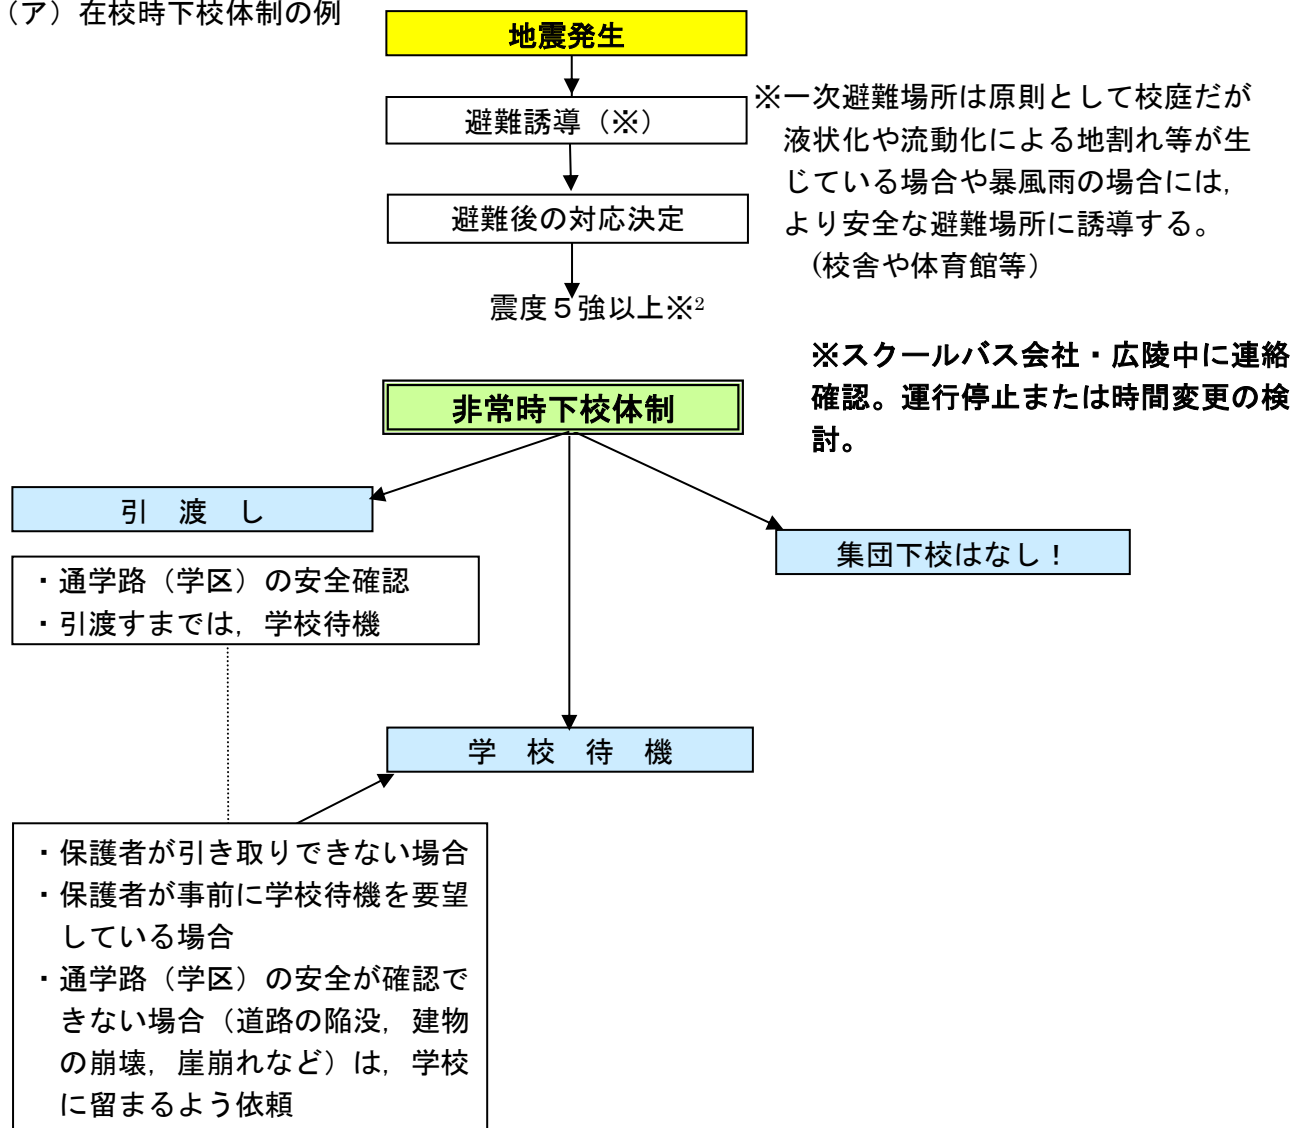 （ア）在校時下校体制の例
地震発生
避難誘導（※）
※一次避難場所は原則として校庭だが
液状化や流動化による地割れ等が生
じている場合や暴風雨の場合には，
より安全な避難場所に誘導する。
(校舎や体育館等）
避難後の対応決定
震度５強以上※2
※スクールバス会社・広陵中に連絡
確認。運行停止または時間変更の検
討。
非常時下校体制
引　渡　し
集団下校はなし！
・通学路（学区）の安全確認
・引渡すまでは，学校待機
学　校　待　機
・保護者が引き取りできない場合
・保護者が事前に学校待機を要望
している場合
・通学路（学区）の安全が確認で
きない場合（道路の陥没，建物
の崩壊，崖崩れなど）は，学校
に留まるよう依頼